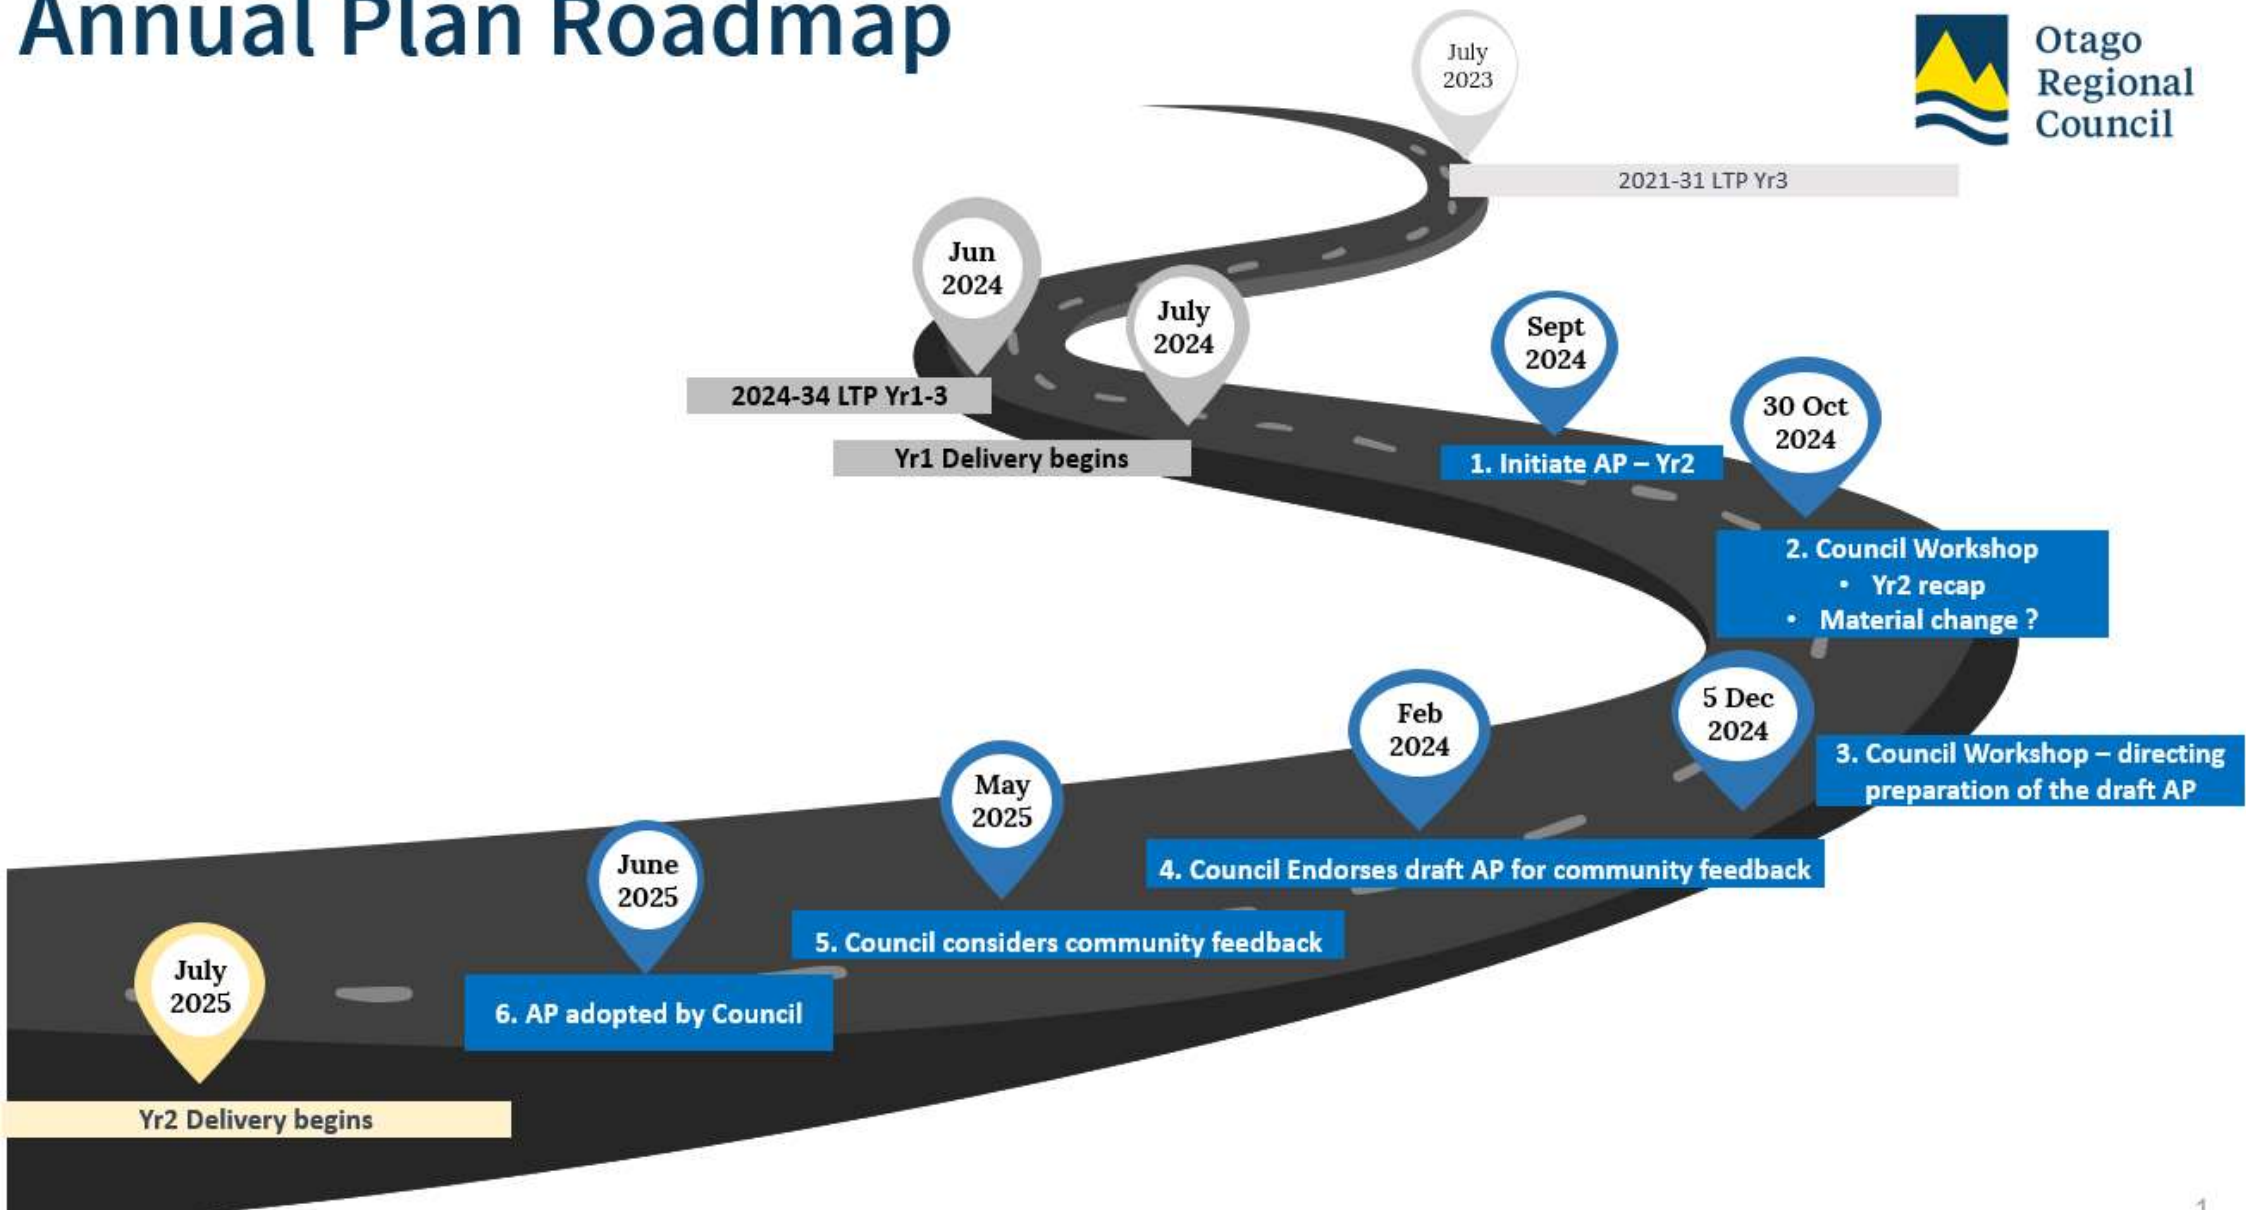 Annual Plan Roadmap
Otago
Regional
Council
July
2023
2021-31 LTP Yr3
Jun
2024
2024-34 LTP Yr1-3
July
2024
Yr1 Delivery begins
Sept
2024
1. Initiate AP – Yr2
30 Oct
2024
2. Council Workshop
• Yr2 recap
• Material change ?
5 Dec
2024
3. Council Workshop – directing
preparation of the draft AP
Feb
2024
4. Council Endorses draft AP for community feedback
May
2025
5. Council considers community feedback
June
2025
6. AP adopted by Council
July
2025
Yr2 Delivery begins
1